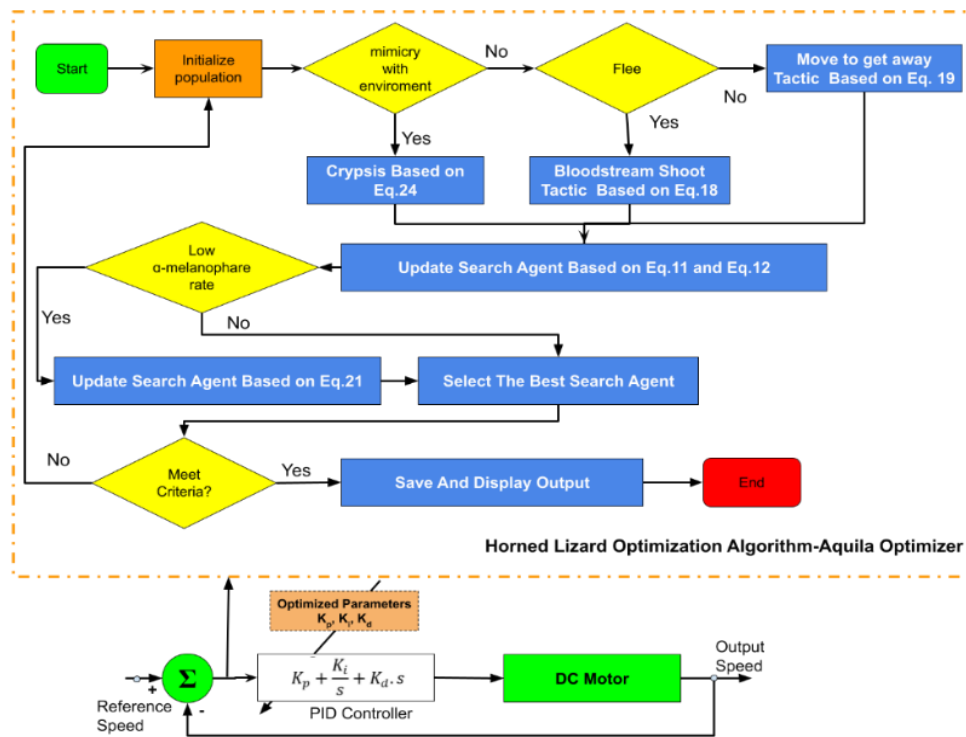 Start
Initialize
population
mimicry
with
enviroment
No
Flee
No
Move to get away
Tactic Based on Eq. 19
Yes
Yes
Crypsis Based on
Eq.24
Bloodstream Shoot
Tactic Based on Eq.18
Low
α-melanophare
rate
Update Search Agent Based on Eq.11 and Eq.12
Yes
No
Update Search Agent Based on Eq.21
Select The Best Search Agent
No
Meet
Criteria?
Yes
Save And Display Output
End
Horned Lizard Optimization Algorithm-Aquila Optimizer
Optimized Parameters
Kp, Ki, Kd
Output
Speed
+
Σ
-
Kp + Ki/s + Kd . s
DC Motor
Reference
Speed
PID Controller